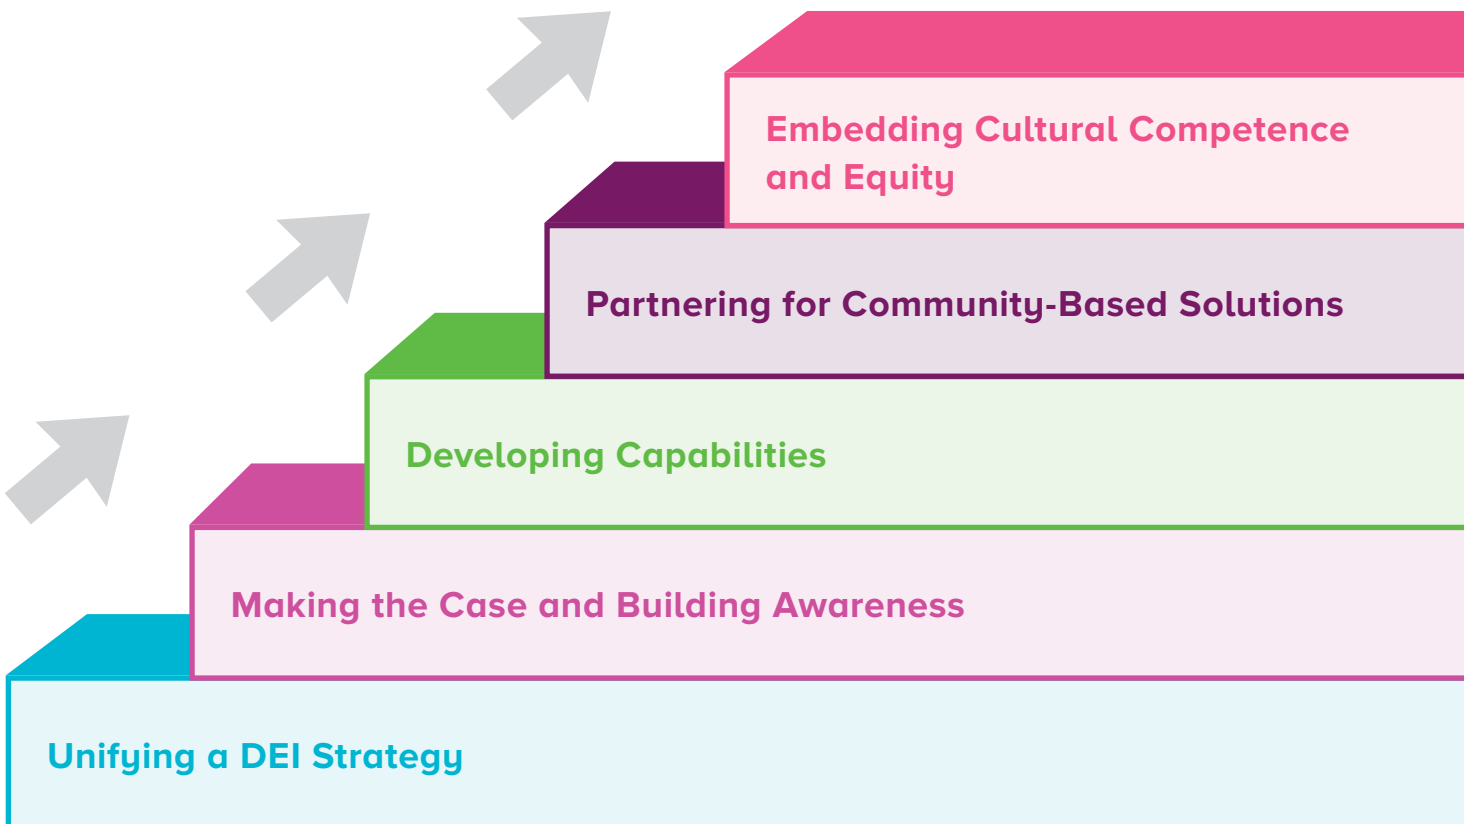 Embedding Cultural Competence
and Equity
Partnering for Community-Based Solutions
Developing Capabilities
Making the Case and Building Awareness
Unifying a DEI Strategy